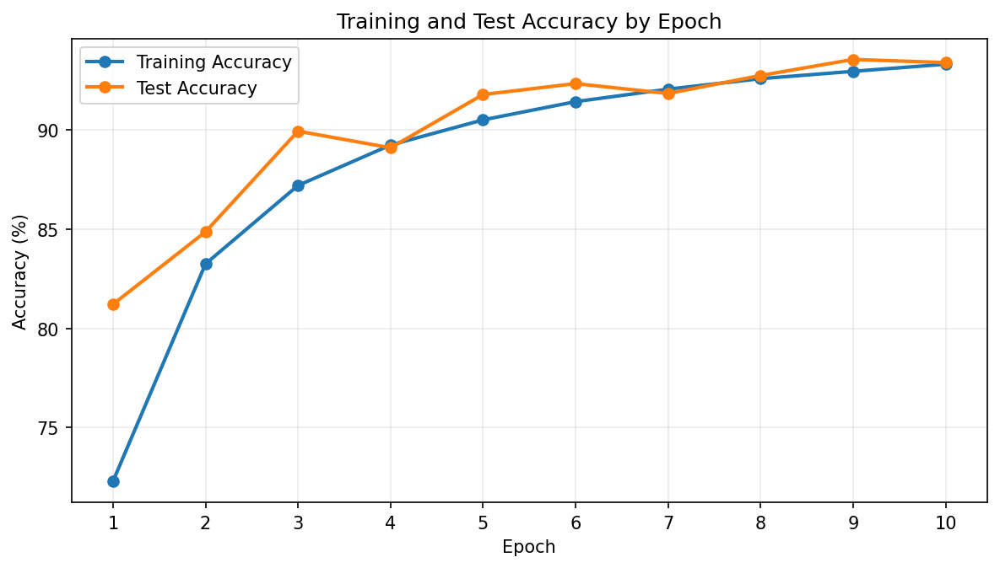 Training and Test Accuracy by Epoch
Training Accuracy
Test Accuracy
Accuracy (%)
90
85
80
75
1 2 3 4 5 6 7 8 9 10
Epoch